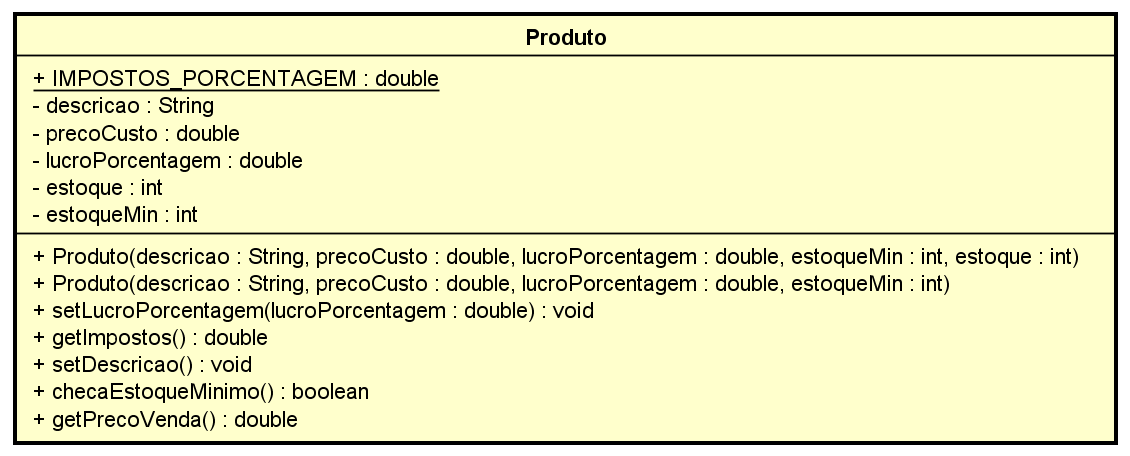 Produto
+ IMPOSTOS_PORCENTAGEM : double
- descricao : String
- precoCusto : double
- lucroPorcentagem : double
- estoque : int
- estoqueMin : int
+ Produto(descricao : String, precoCusto : double, lucroPorcentagem : double, estoqueMin : int, estoque : int)
+ Produto(descricao : String, precoCusto : double, lucroPorcentagem : double, estoqueMin : int)
+ setLucroPorcentagem(lucroPorcentagem : double) : void
+ getImpostos() : double
+ setDescricao() : void
+ checaEstoqueMinimo() : boolean
+ getPrecoVenda() : double